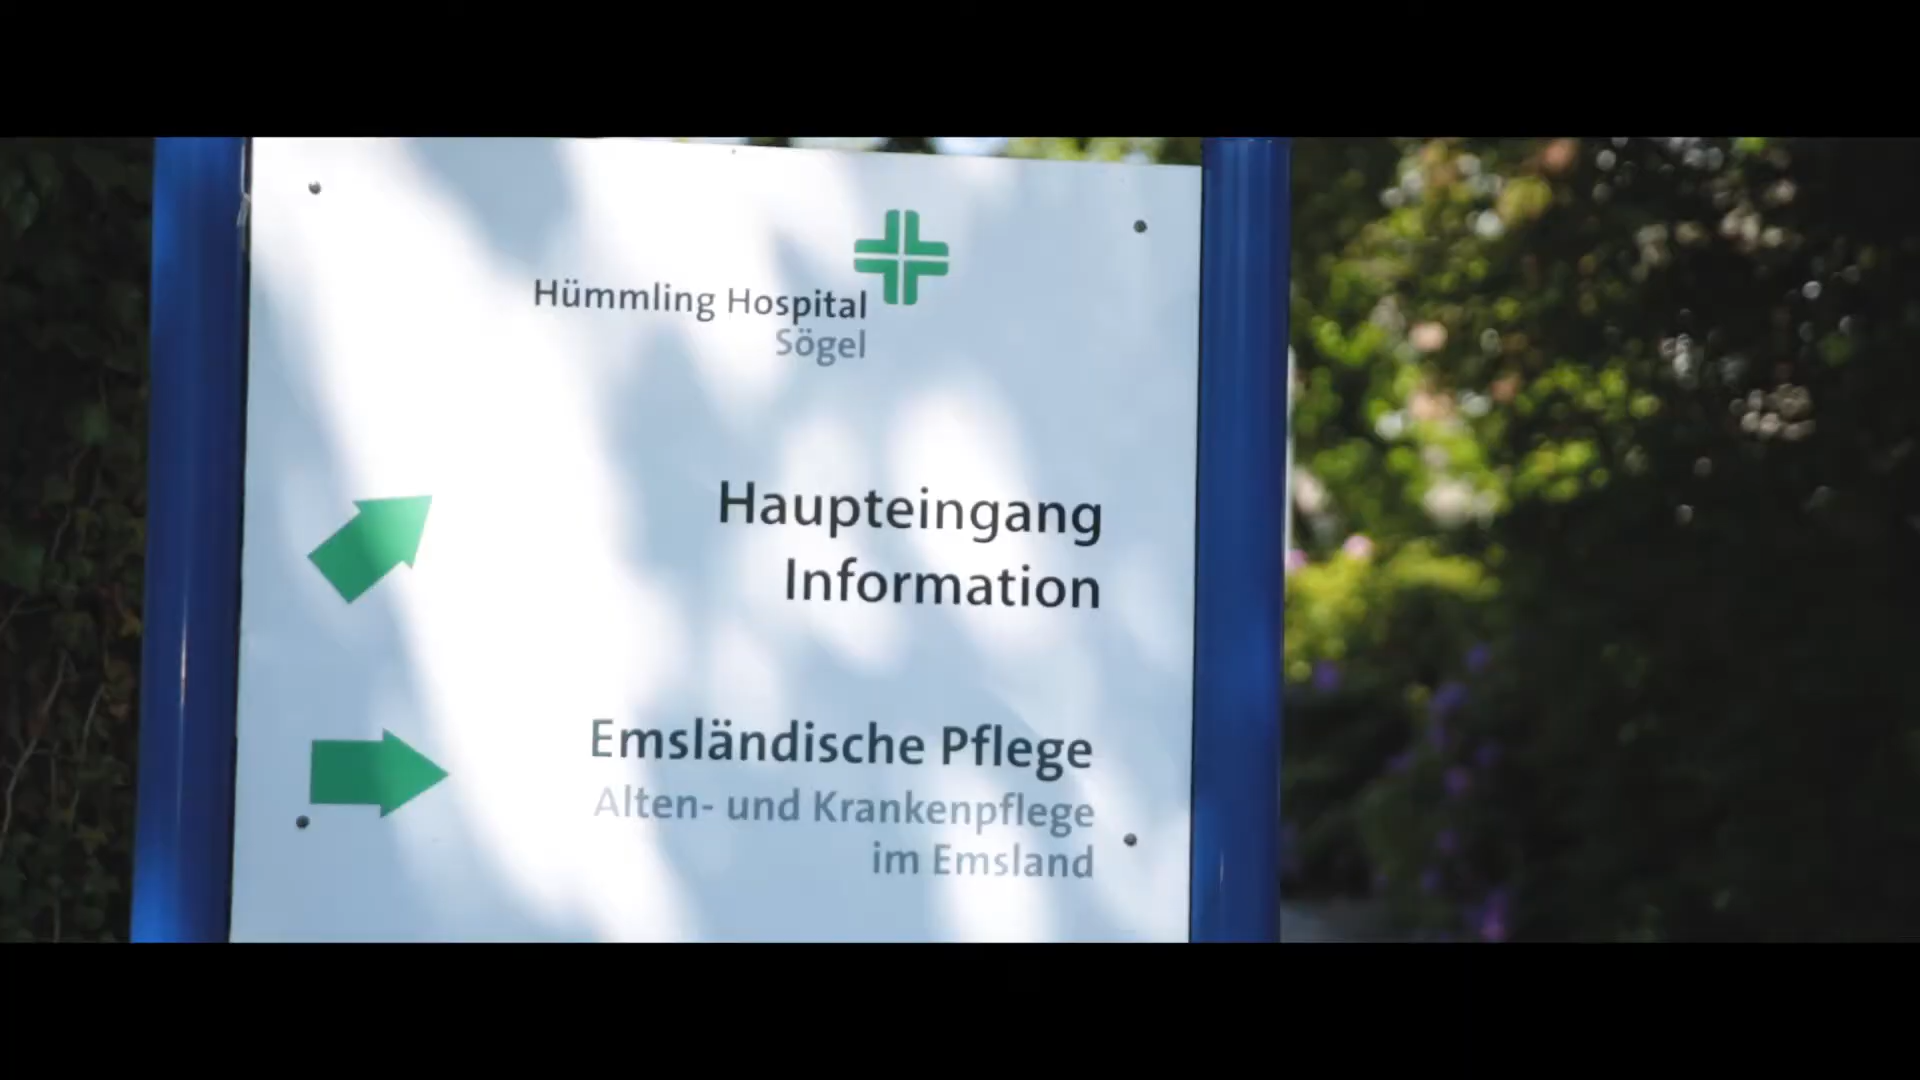 Hümmling Hospital
Sögel
Haupteingang
Information
Emsländische Pflege
Alten- und Krankenpflege
im Emsland